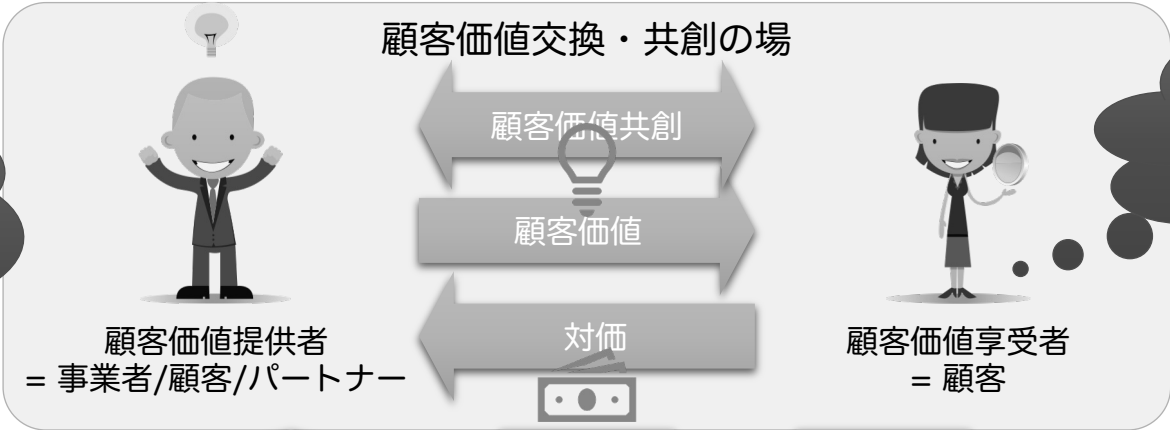 顧客価値交換・共創の場
顧客価値共創
顧客価値
対価
顧客価値提供者
= 事業者/顧客/パートナー
顧客価値享受者
= 顧客